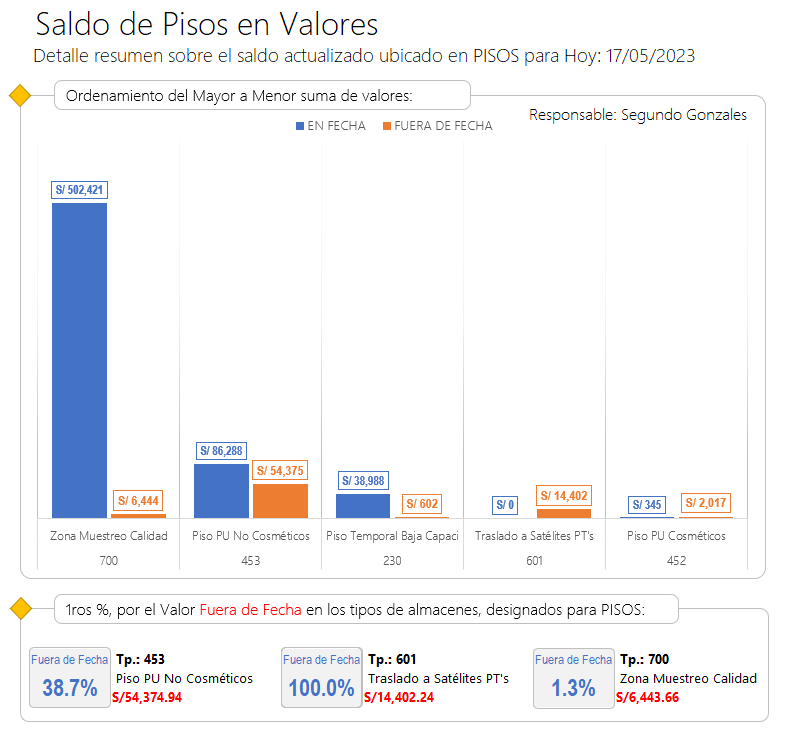 Saldo de Pisos en Valores
Detalle resumen sobre el saldo actualizado ubicado en PISOS para Hoy: 17/05/2023
Ordenamiento del Mayor a Menor suma de valores:
Responsable: Segundo Gonzales
EN FECHA FUERA DE FECHA
S/ 502,421
S/ 6,444
S/ 86,288
S/ 54,375
S/ 38,988
S/ 602
S/ 0
S/ 14,402
S/ 345
S/ 2,017
Zona Muestreo Calidad Piso PU No Cosméticos Piso Temporal Baja Capaci Traslado a Satélites PT's Piso PU Cosméticos
700 453 230 601 452
1ros %, por el Valor Fuera de Fecha en los tipos de almacenes, designados para PISOS:
Fuera de Fecha
38.7%
Tp.: 453
Piso PU No Cosméticos
S/54,374.94
Fuera de Fecha
100.0%
Tp.: 601
Traslado a Satélites PT's
S/14,402.24
Fuera de Fecha
1.3%
Tp.: 700
Zona Muestreo Calidad
S/6,443.66